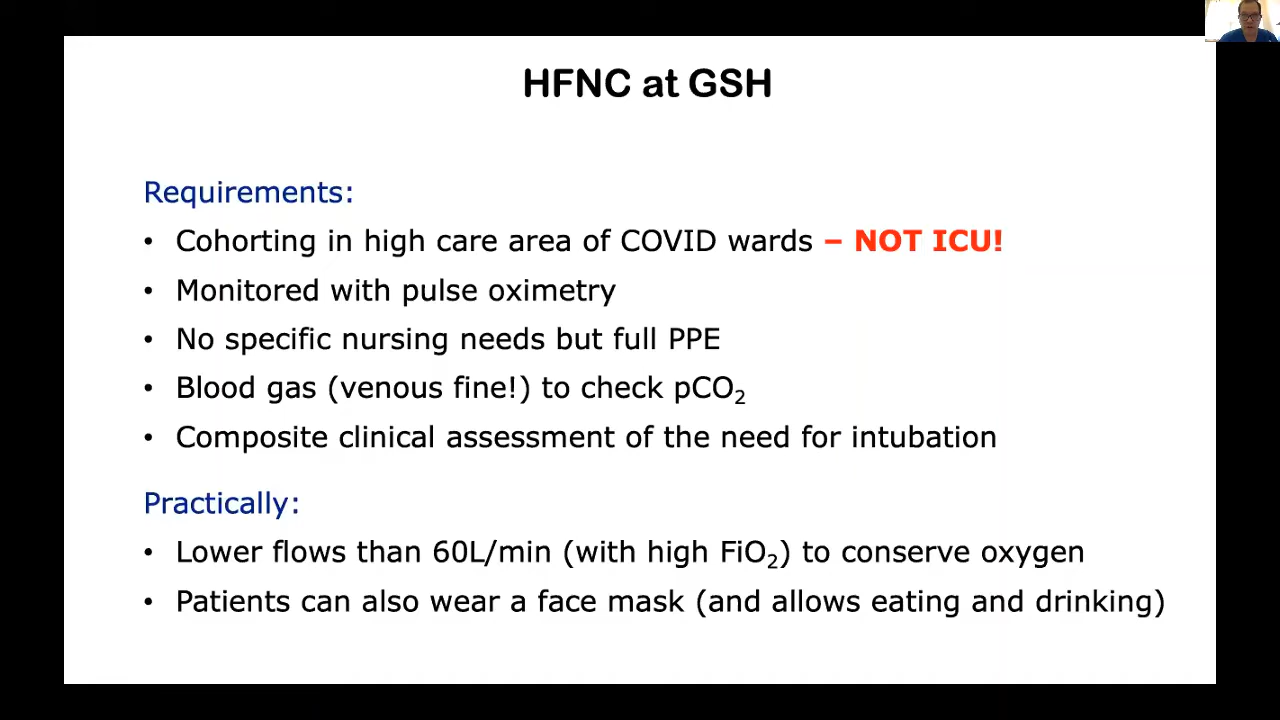 HFNC at GSH
Requirements:
• Cohorting in high care area of COVID wards – NOT ICU!
• Monitored with pulse oximetry
• No specific nursing needs but full PPE
• Blood gas (venous fine!) to check pCO₂
• Composite clinical assessment of the need for intubation
Practically:
• Lower flows than 60L/min (with high FiO₂) to conserve oxygen
• Patients can also wear a face mask (and allows eating and drinking)